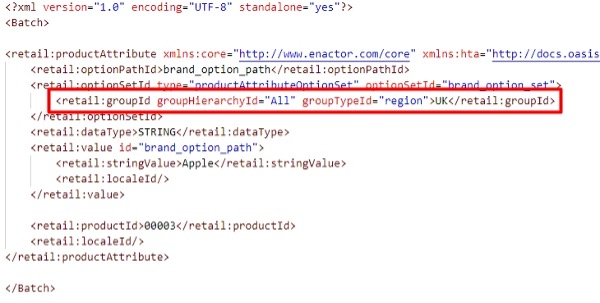 <?xml version="1.0" encoding="UTF-8" standalone="yes"?>
<Batch>
<retail:productAttribute xmlns:core="http://www.enactor.com/core" xmlns:hta="http://docs.oasis
<retail:optionPathId>brand_option_path</retail:optionPathId>
<retail:optionSetId type="productAttributeOptionSet" optionSetId="brand_option_set">
<retail:groupId groupHierarchyId="All" groupTypeId="region">UK</retail:groupId>
</retail:optionSetId>
<retail:dataType>STRING</retail:dataType>
<retail:value id="brand_option_path">
<retail:stringValue>Apple</retail:stringValue>
<retail:localeId/>
</retail:value>
<retail:productId>00003</retail:productId>
<retail:localeId/>
</retail:productAttribute>
</Batch>